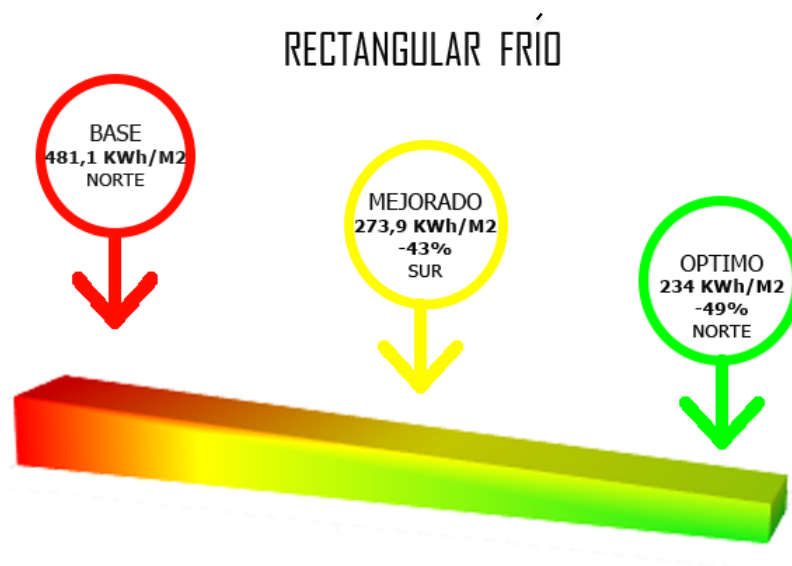 RECTANGULAR FRÍO
BASE
481,1 KWh/M2
NORTE
MEJORADO
273,9 KWh/M2
-43%
SUR
OPTIMO
234 KWh/M2
-49%
NORTE